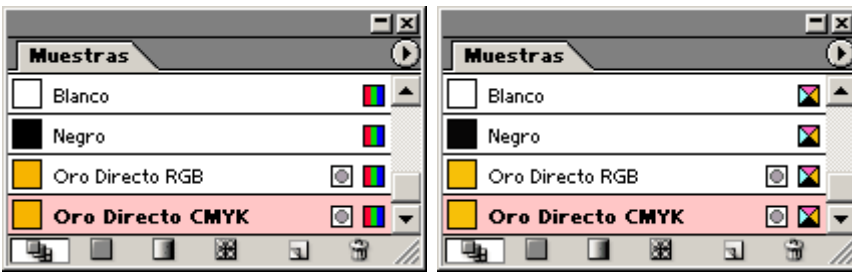 Muestras
Blanco
Negro
Oro Directo RGB
Oro Directo CMYK
Muestras
Blanco
Negro
Oro Directo RGB
Oro Directo CMYK